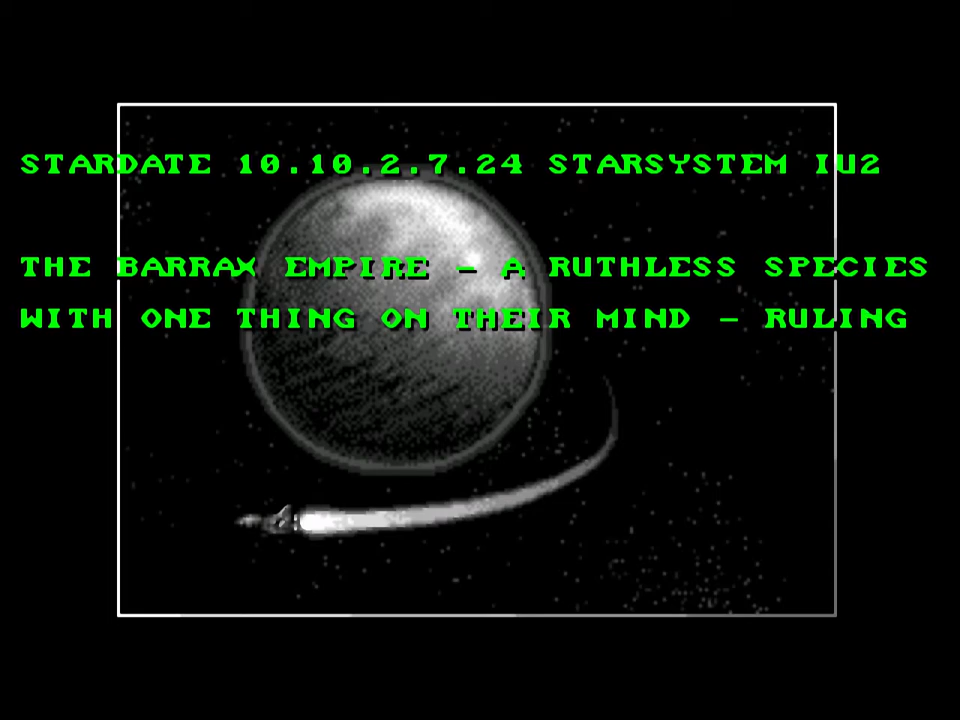 STARDATE 10.10.2.7.24 STARSYSTEM IU2
THE BARRAX EMPIRE - A RUTHLESS SPECIES
WITH ONE THING ON THEIR MIND - RULING